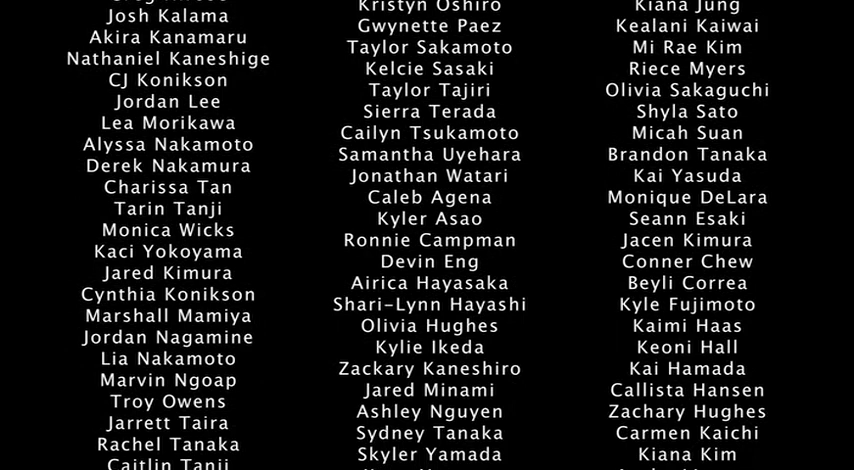 Josh Kalama
Akira Kanamaru
Nathaniel Kaneshige
CJ Konikson
Jordan Lee
Lea Morikawa
Alyssa Nakamoto
Derek Nakamura
Charissa Tan
Tarin Tanji
Monica Wicks
Kaci Yokoyama
Jared Kimura
Cynthia Konikson
Marshall Mamiya
Jordan Nagamine
Lia Nakamoto
Marvin Ngoap
Troy Owens
Jarrett Taira
Rachel Tanaka
Caitlin Tanji
Kristyn Oshiro
Gwynette Paez
Taylor Sakamoto
Kelcie Sasaki
Taylor Tajiri
Sierra Terada
Cailyn Tsukamoto
Samantha Uyehara
Jonathan Watari
Caleb Agena
Kyler Asao
Ronnie Campman
Devin Eng
Airica Hayasaka
Shari-Lynn Hayashi
Olivia Hughes
Kylie Ikeda
Zackary Kaneshiro
Jared Minami
Ashley Nguyen
Sydney Tanaka
Skyler Yamada
Kiana Jung
Kealani Kaiwai
Mi Rae Kim
Riece Myers
Olivia Sakaguchi
Shyla Sato
Micah Suan
Brandon Tanaka
Kai Yasuda
Monique DeLara
Seann Esaki
Jacen Kimura
Conner Chew
Beyli Correa
Kyle Fujimoto
Kaimi Haas
Keoni Hall
Kai Hamada
Callista Hansen
Zachary Hughes
Carmen Kaichi
Kiana Kim